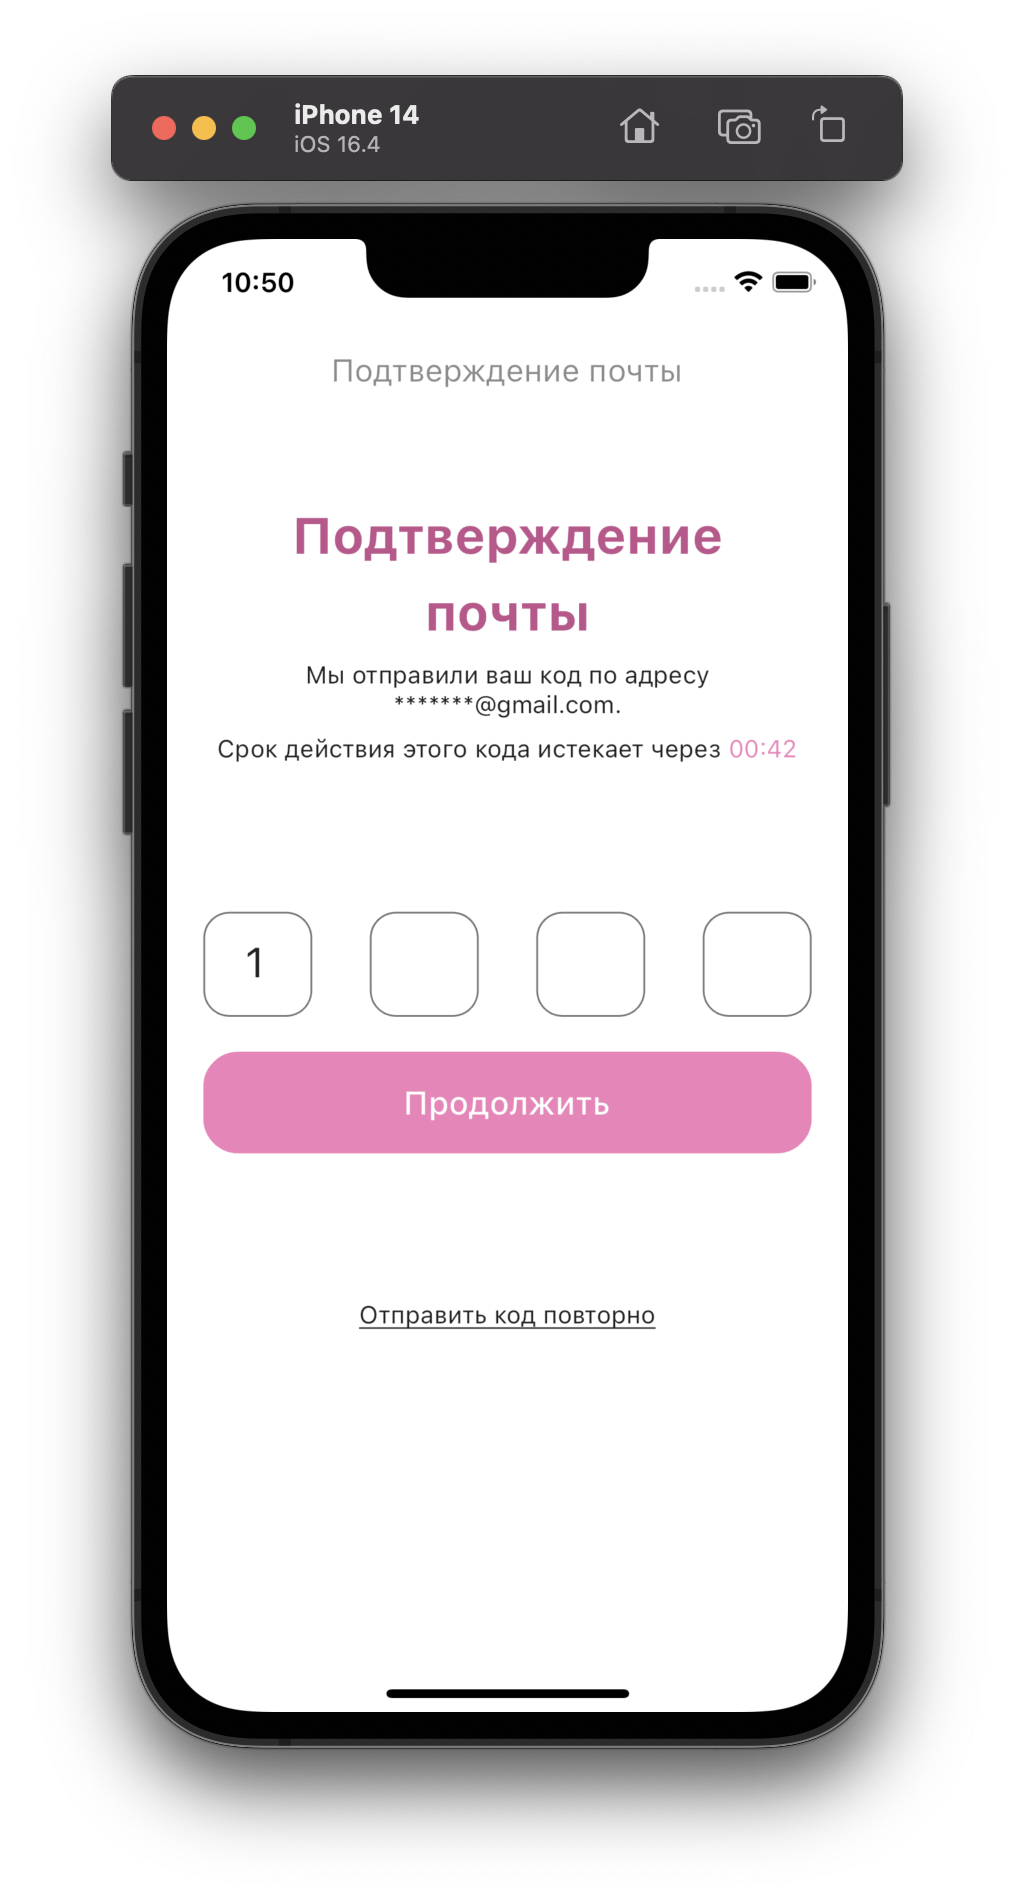 iPhone 14
iOS 16.4
10:50
Подтверждение почты
Подтверждение
почты
Мы отправили ваш код по адресу
*******@gmail.com.
Срок действия этого кода истекает через 00:42
1
Продолжить
Отправить код повторно